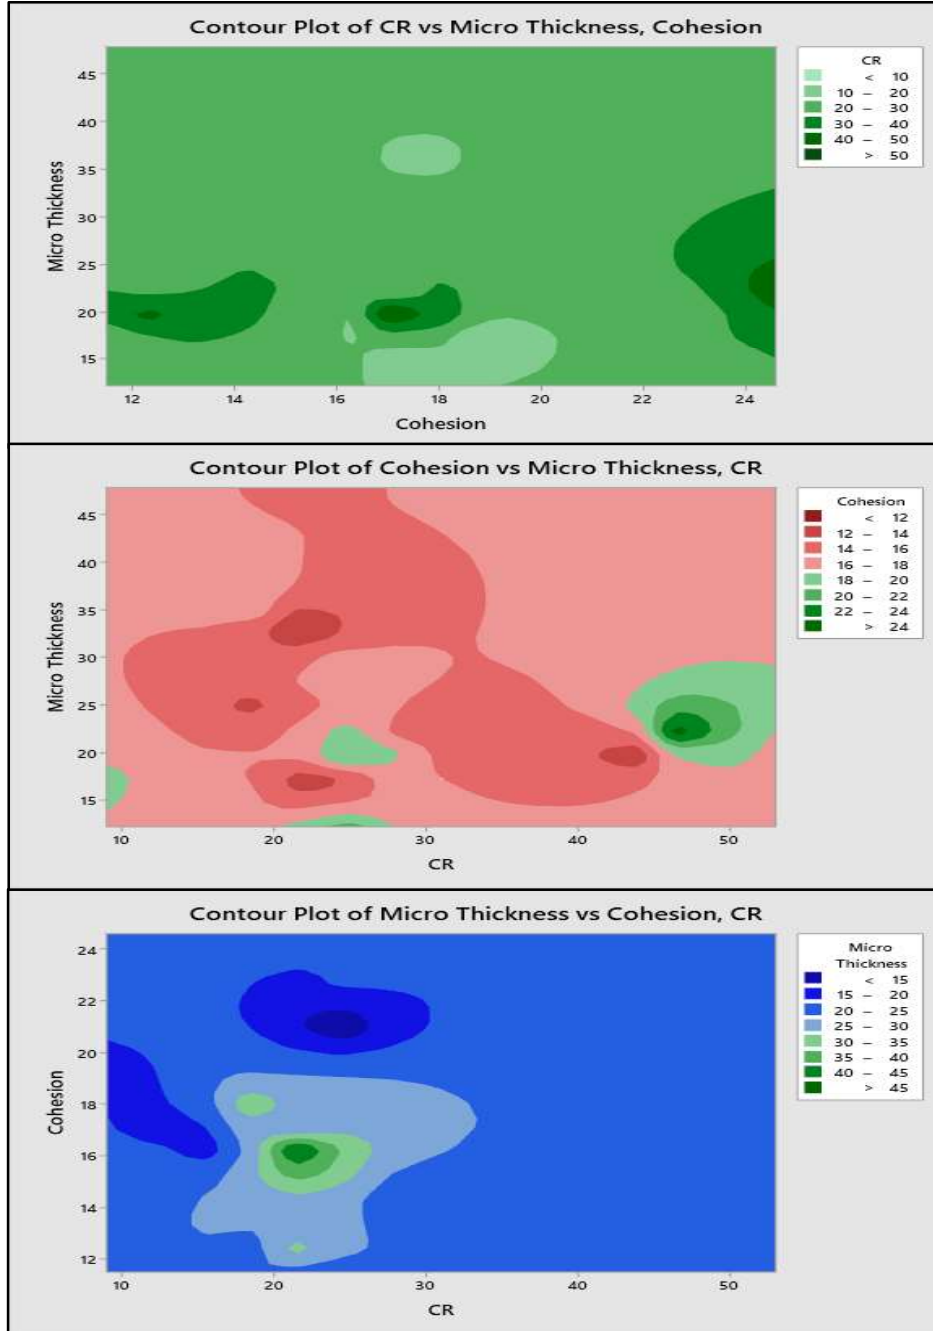 Contour Plot of CR vs Micro Thickness, Cohesion
CR
< 10
10 – 20
20 – 30
30 – 40
40 – 50
> 50
Micro Thickness
45
40
35
30
25
20
15
12 14 16 18 20 22 24
Cohesion
Contour Plot of Cohesion vs Micro Thickness, CR
Cohesion
< 12
12 – 14
14 – 16
16 – 18
18 – 20
20 – 22
22 – 24
> 24
Micro Thickness
45
40
35
30
25
20
15
10 20 30 40 50
CR
Contour Plot of Micro Thickness vs Cohesion, CR
Micro
Thickness
< 15
15 – 20
20 – 25
25 – 30
30 – 35
35 – 40
40 – 45
> 45
Cohesion
24
22
20
18
16
14
12
10 20 30 40 50
CR